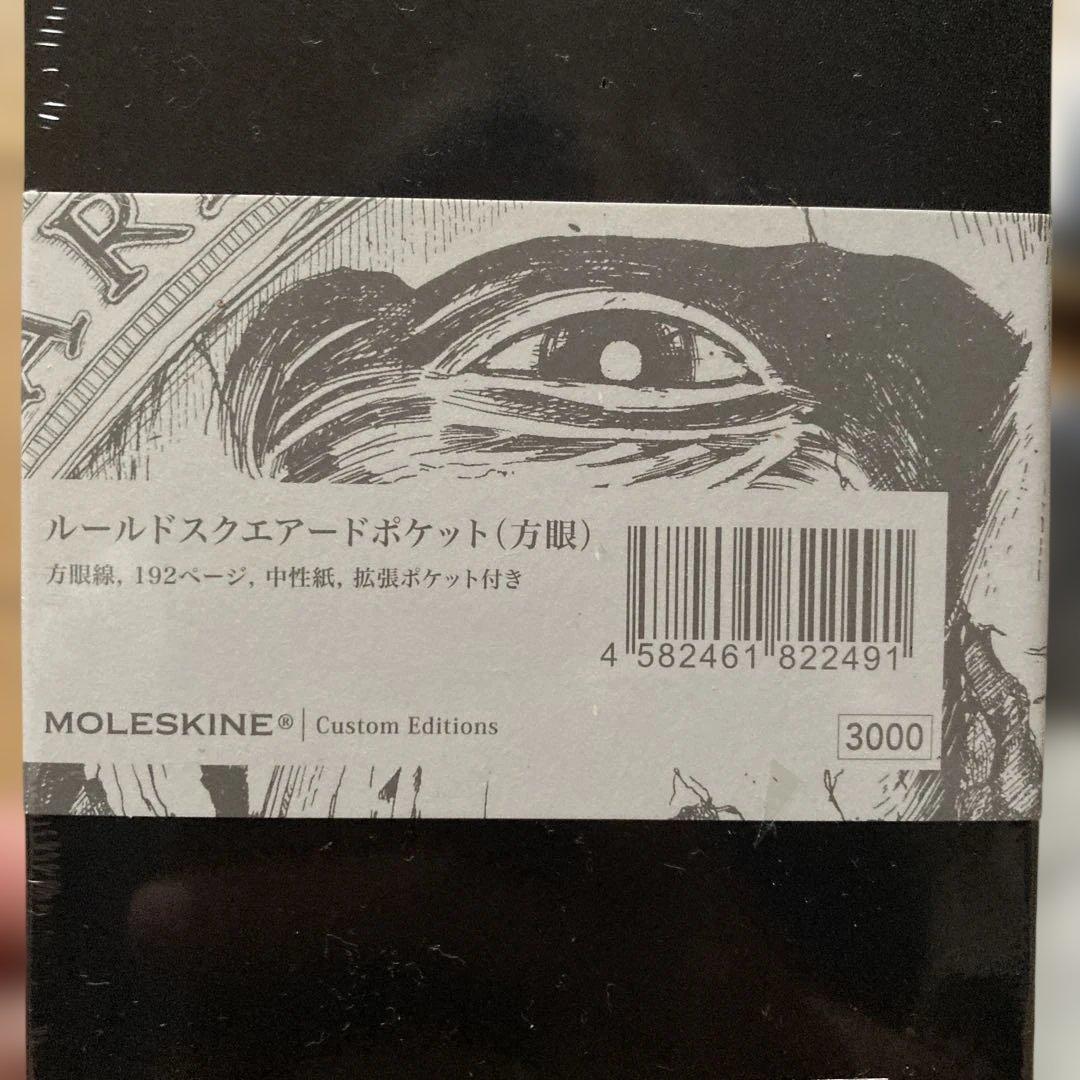 AR
ルールドスクエアードポケット(方眼)
方眼線, 192ページ, 中性紙, 拡張ポケット付き
4 582461 822491
MOLESKINE® | Custom Editions
3000